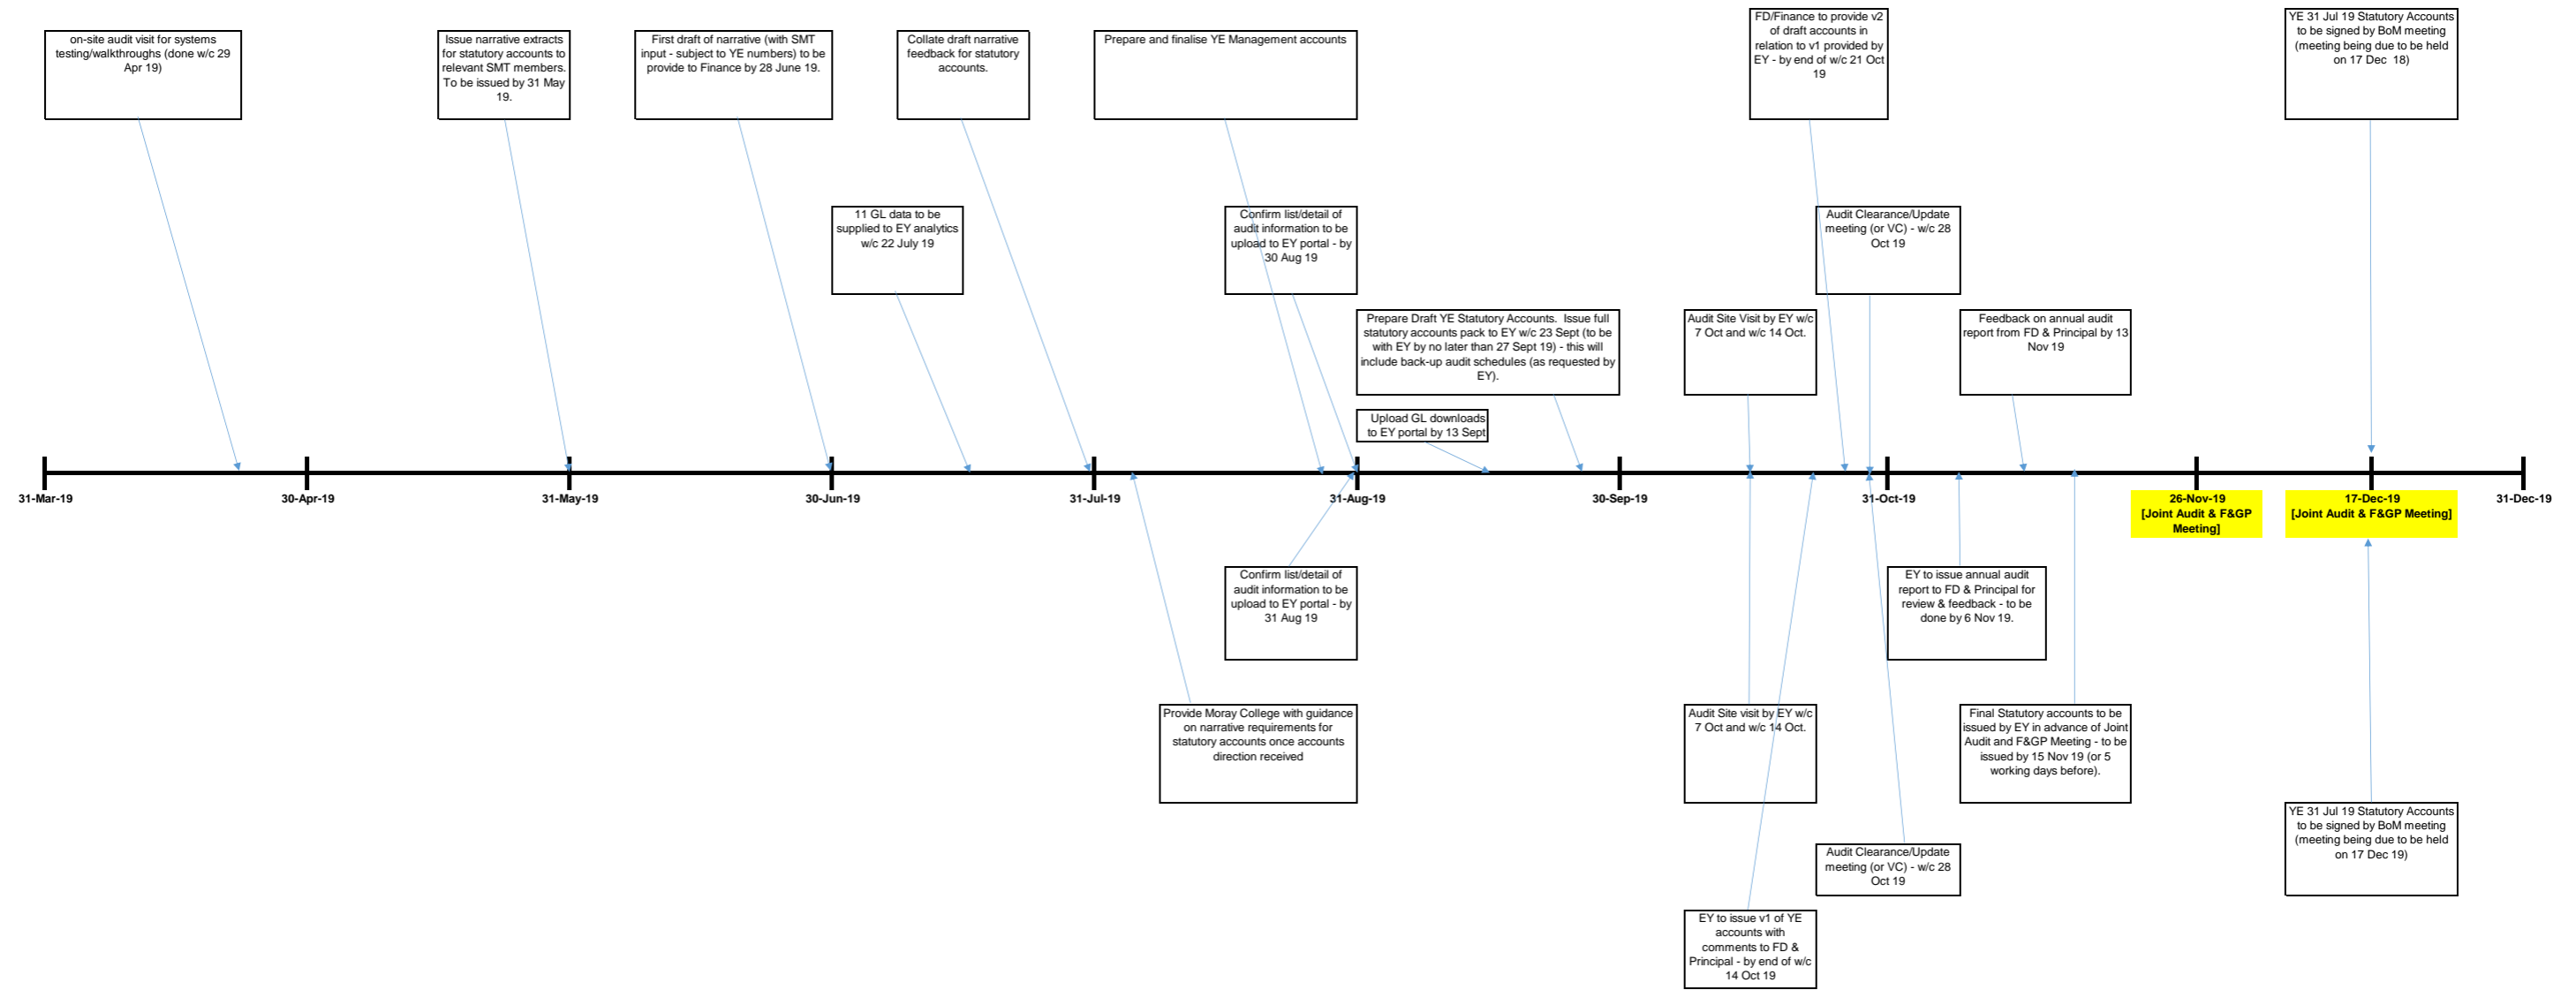 on-site audit visit for systems
testing/walkthroughs (done w/c 29
Apr 19)
Issue narrative extracts
for statutory accounts to
relevant SMT members.
To be issued by 31 May
19.
First draft of narrative (with SMT
input - subject to YE numbers) to be
provide to Finance by 28 June 19.
Collate draft narrative
feedback for statutory
accounts.
Prepare and finalise YE Management accounts
FD/Finance to provide v2
of draft accounts in
relation to v1 provided by
EY - by end of w/c 21 Oct
19
YE 31 Jul 19 Statutory Accounts
to be signed by BoM meeting
(meeting being due to be held
on 17 Dec 18)
11 GL data to be
supplied to EY analytics
w/c 22 July 19
Confirm list/detail of
audit information to be
upload to EY portal - by
30 Aug 19
Audit Clearance/Update
meeting (or VC) - w/c 28
Oct 19
Prepare Draft YE Statutory Accounts. Issue full
statutory accounts pack to EY w/c 23 Sept (to be
with EY by no later than 27 Sept 19) - this will
include back-up audit schedules (as requested by
EY).
Audit Site Visit by EY w/c
7 Oct and w/c 14 Oct.
Feedback on annual audit
report from FD & Principal by 13
Nov 19
Upload GL downloads
to EY portal by 13 Sept
31-Mar-19
30-Apr-19
31-May-19
30-Jun-19
31-Jul-19
31-Aug-19
30-Sep-19
31-Oct-19
26-Nov-19
[Joint Audit & F&GP
Meeting]
17-Dec-19
[Joint Audit & F&GP Meeting]
31-Dec-19
Confirm list/detail of
audit information to be
upload to EY portal - by
31 Aug 19
EY to issue annual audit
report to FD & Principal for
review & feedback - to be
done by 6 Nov 19.
Provide Moray College with guidance
on narrative requirements for
statutory accounts once accounts
direction received
Audit Site visit by EY w/c
7 Oct and w/c 14 Oct.
Final Statutory accounts to be
issued by EY in advance of Joint
Audit and F&GP Meeting - to be
issued by 15 Nov 19 (or 5
working days before).
YE 31 Jul 19 Statutory Accounts
to be signed by BoM meeting
(meeting being due to be held
on 17 Dec 19)
Audit Clearance/Update
meeting (or VC) - w/c 28
Oct 19
EY to issue v1 of YE
accounts with
comments to FD &
Principal - by end of w/c
14 Oct 19